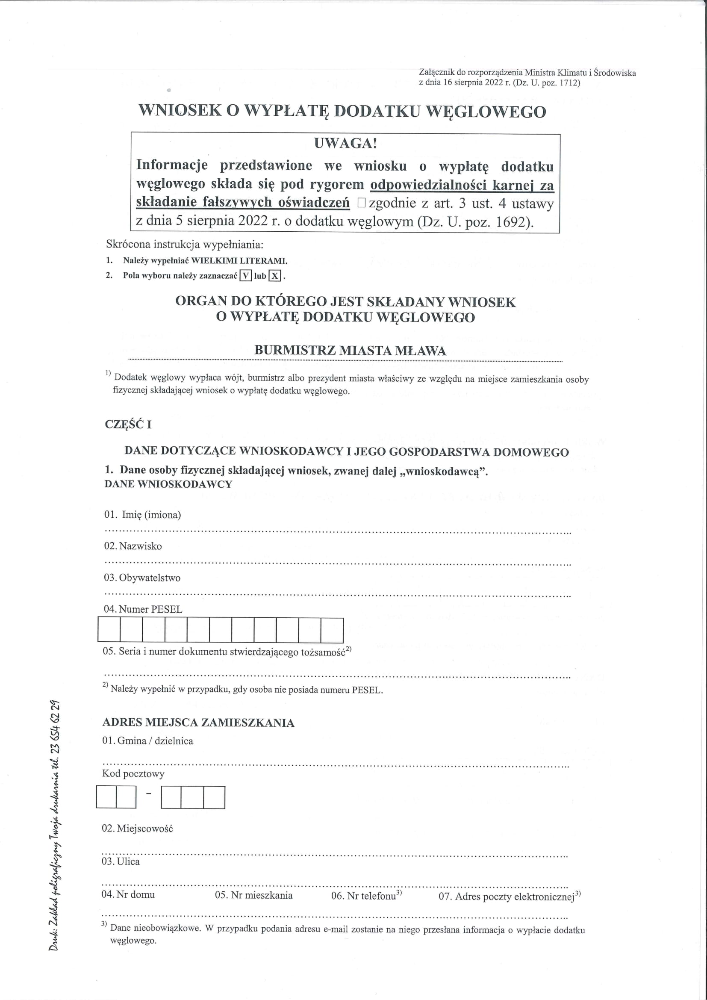 Załącznik do rozporządzenia Ministra Klimatu i Środowiska
z dnia 16 sierpnia 2022 r. (Dz. U. poz. 1712)
WNIOSEK O WYPŁATĘ DODATKU WĘGLOWEGO
UWAGA!
Informacje przedstawione we wniosku o wypłatę dodatku
węglowego składa się pod rygorem odpowiedzialności karnej za
składanie fałszywych oświadczeń □ zgodnie z art. 3 ust. 4 ustawy
z dnia 5 sierpnia 2022 r. o dodatku węglowym (Dz. U. poz. 1692).
Skrócona instrukcja wypełniania:
1. Należy wypełniać WIELKIMI LITERAMI.
2. Pola wyboru należy zaznaczać V lub X .
ORGAN DO KTÓREGO JEST SKŁADANY WNIOSEK
O WYPŁATĘ DODATKU WĘGLOWEGO
BURMISTRZ MIASTA MŁAWA
1) Dodatek węglowy wypłaca wójt, burmistrz albo prezydent miasta właściwy ze względu na miejsce zamieszkania osoby
fizycznej składającej wniosek o wypłatę dodatku węglowego.
CZĘŚĆ I
DANE DOTYCZĄCE WNIOSKODAWCY I JEGO GOSPODARSTWA DOMOWEGO
1. Dane osoby fizycznej składającej wniosek, zwanej dalej „wnioskodawcą”.
DANE WNIOSKODAWCY
01. Imię (imiona)
02. Nazwisko
03. Obywatelstwo
04. Numer PESEL
05. Seria i numer dokumentu stwierdzającego tożsamość2)
2) Należy wypełnić w przypadku, gdy osoba nie posiada numeru PESEL.
ADRES MIEJSCA ZAMIESZKANIA
01. Gmina / dzielnica
Kod pocztowy
-
02. Miejscowość
03. Ulica
04. Nr domu 05. Nr mieszkania 06. Nr telefonu3) 07. Adres poczty elektronicznej3)
3) Dane nieobowiązkowe. W przypadku podania adresu e-mail zostanie na niego przesłana informacja o wypłacie dodatku
węglowego.
Druk: Zakład poligraficzny Twoja drukarnia tel. 23 654 62 29